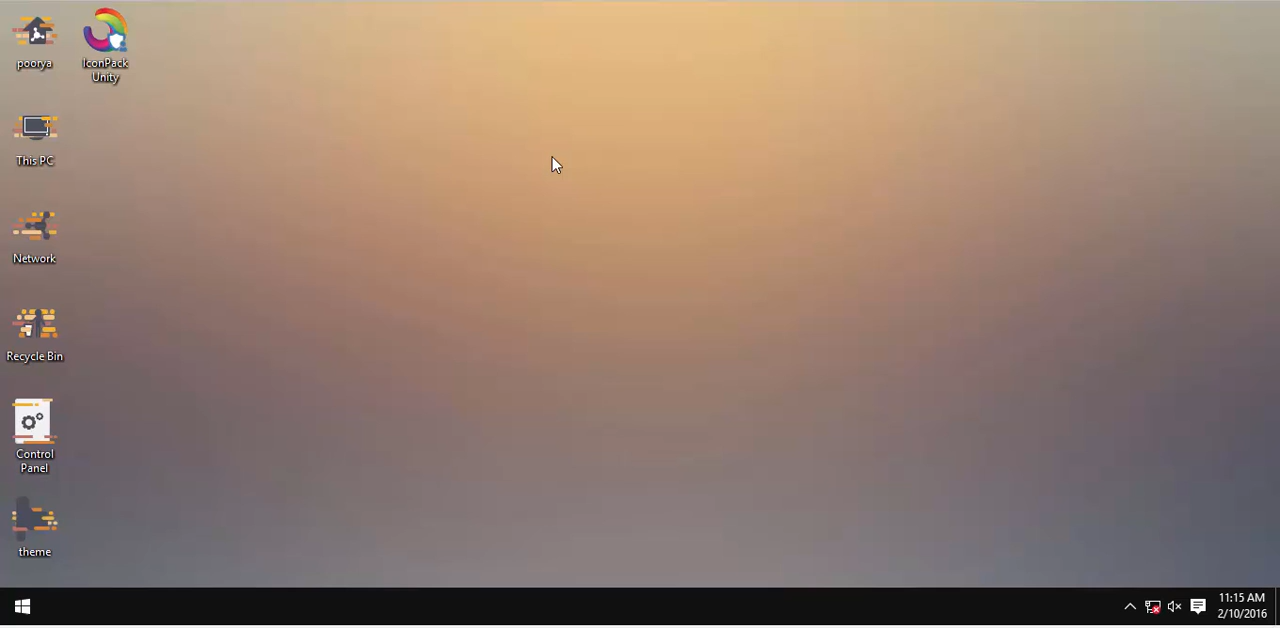 poorya
IconPack
Unity
This PC
Network
Recycle Bin
Control
Panel
theme
11:15 AM
2/10/2016